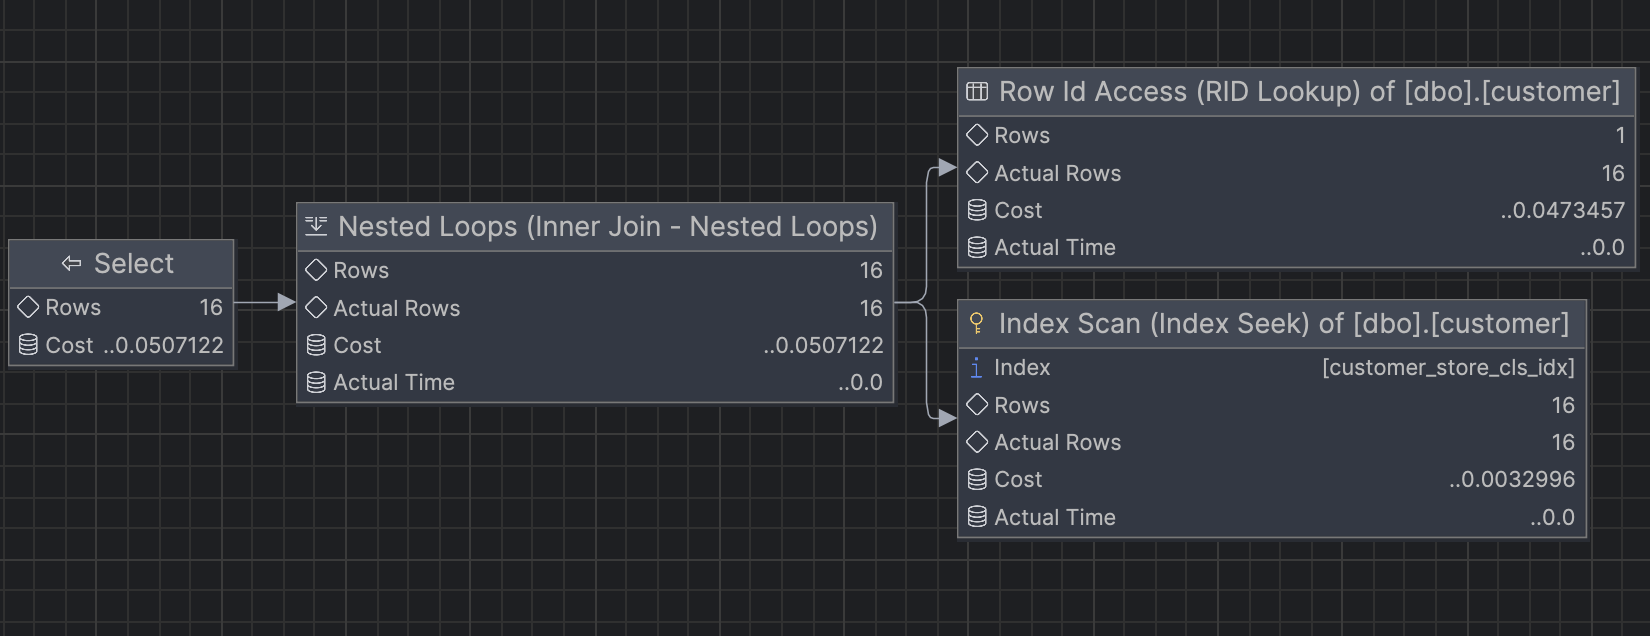 Select
Rows 16
Cost ..0.0507122
Nested Loops (Inner Join - Nested Loops)
Rows 16
Actual Rows 16
Cost ..0.0507122
Actual Time ..0.0
Row Id Access (RID Lookup) of [dbo].[customer]
Rows 1
Actual Rows 16
Cost ..0.0473457
Actual Time ..0.0
Index Scan (Index Seek) of [dbo].[customer]
Index [customer_store_cls_idx]
Rows 16
Actual Rows 16
Cost ..0.0032996
Actual Time ..0.0